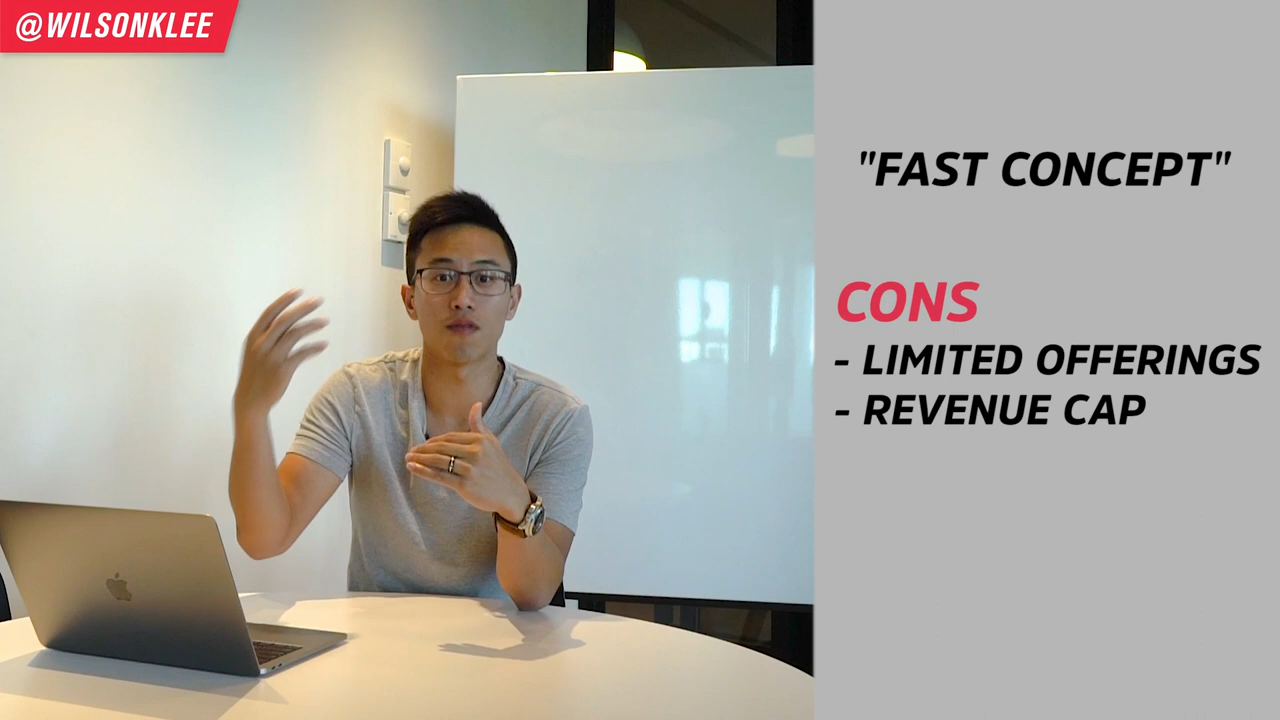 @WILSONKLEE
"FAST CONCEPT"
CONS
- LIMITED OFFERINGS
- REVENUE CAP